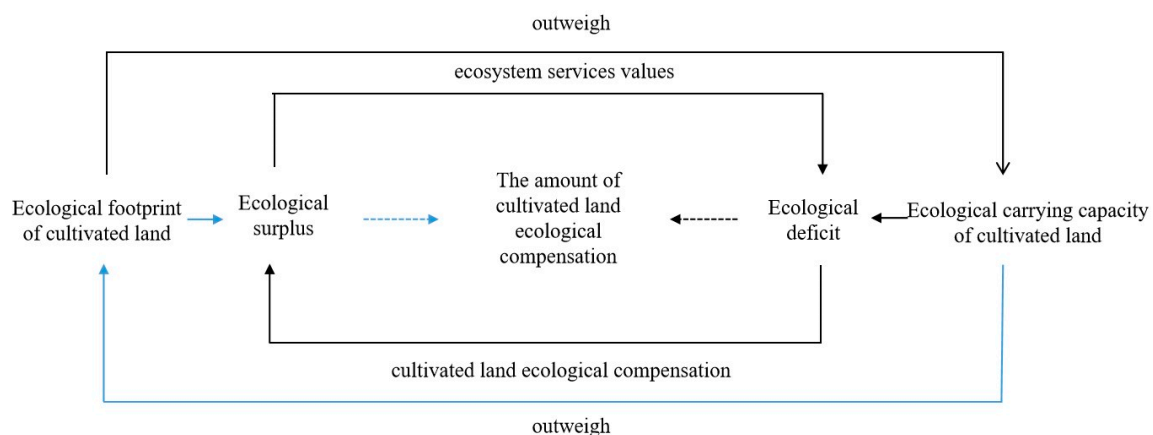 outweigh
ecosystem services values
Ecological footprint
of cultivated land
Ecological
surplus
The amount of
cultivated land
ecological
compensation
Ecological
deficit
Ecological carrying capacity
of cultivated land
cultivated land ecological compensation
outweigh